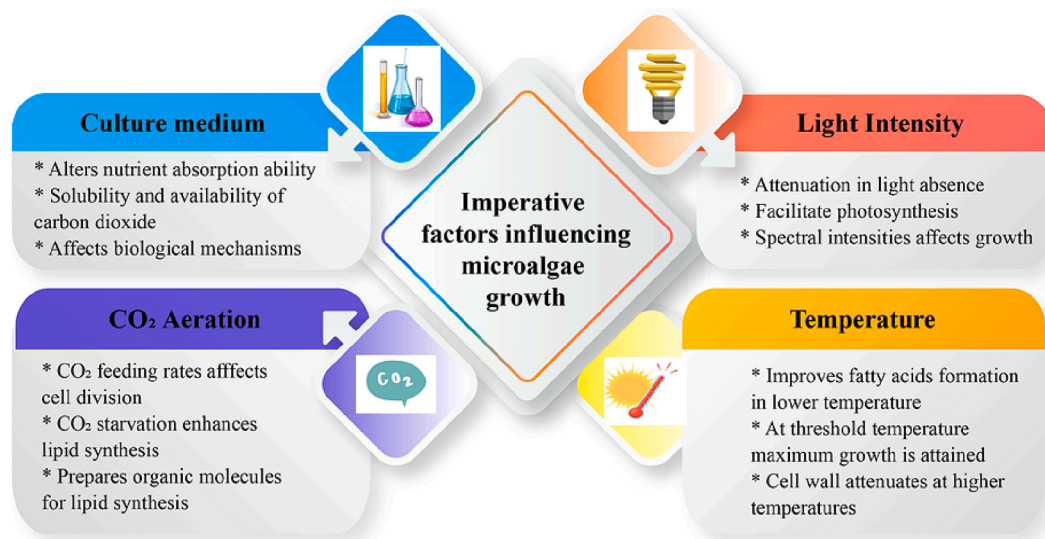 Culture medium
* Alters nutrient absorption ability
* Solubility and availability of
carbon dioxide
* Affects biological mechanisms
Light Intensity
* Attenuation in light absence
* Facilitate photosynthesis
* Spectral intensities affects growth
Imperative
factors influencing
microalgae
growth
CO₂ Aeration
* CO₂ feeding rates afffects
cell division
* CO₂ starvation enhances
lipid synthesis
* Prepares organic molecules
for lipid synthesis
CO₂
Temperature
* Improves fatty acids formation
in lower temperature
* At threshold temperature
maximum growth is attained
* Cell wall attenuates at higher
temperatures